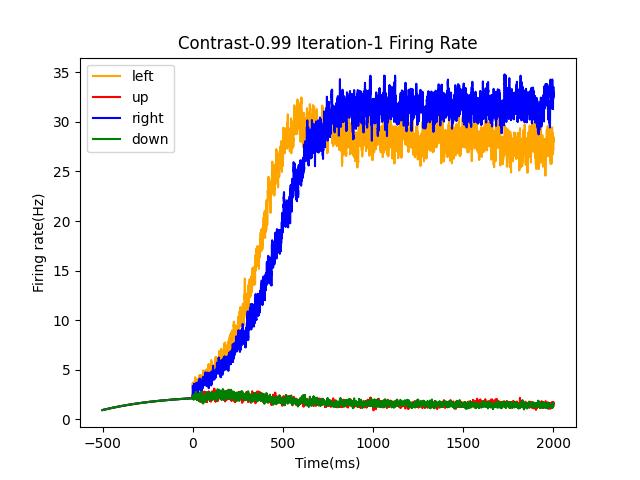 Contrast-0.99 Iteration-1 Firing Rate
left
up
right
down
35
30
25
20
15
10
5
0
Firing rate(Hz)
−500
0
500
1000
1500
2000
Time(ms)